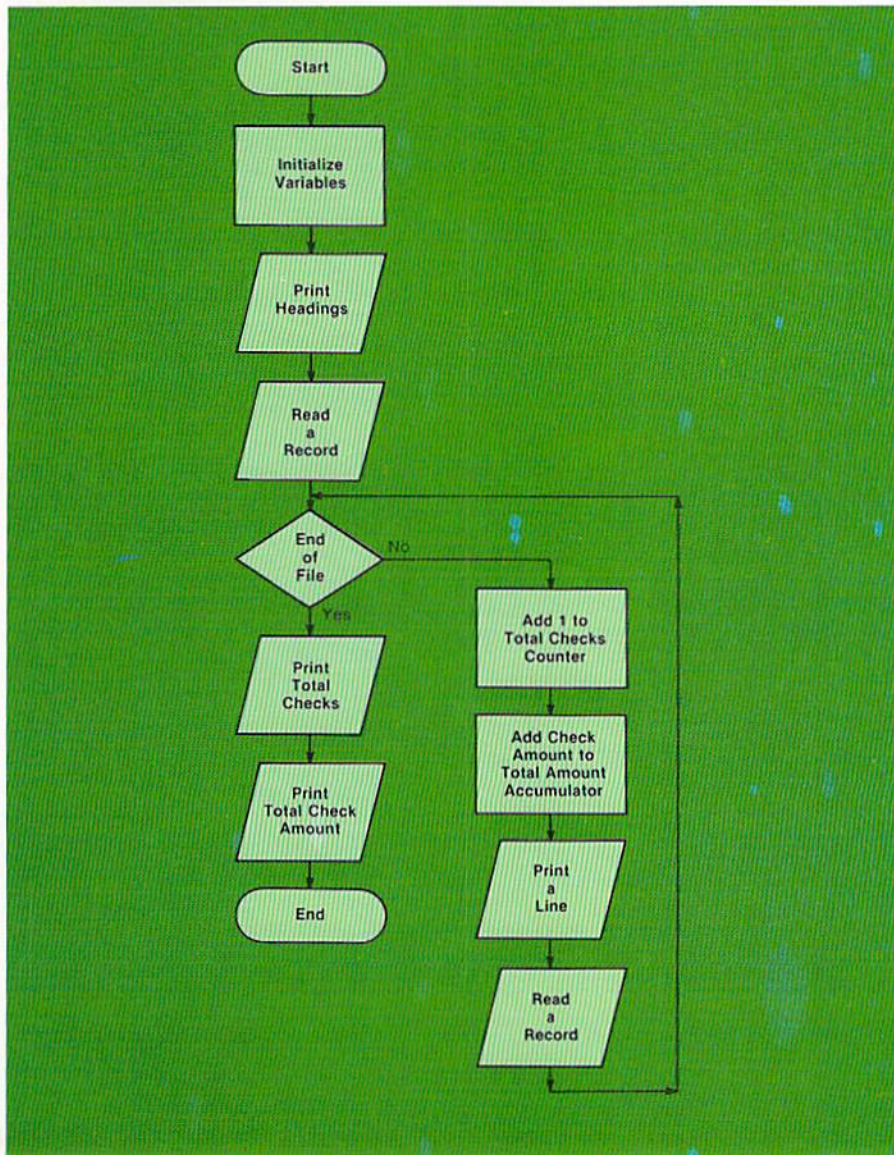 Start
Initialize
Variables
Print
Headings
Read
a
Record
End
of
File
No
Yes
Add 1 to
Total Checks
Counter
Print
Total
Checks
Add Check
Amount to
Total Amount
Accumulator
Print
Total Check
Amount
Print
a
Line
End
Read
a
Record